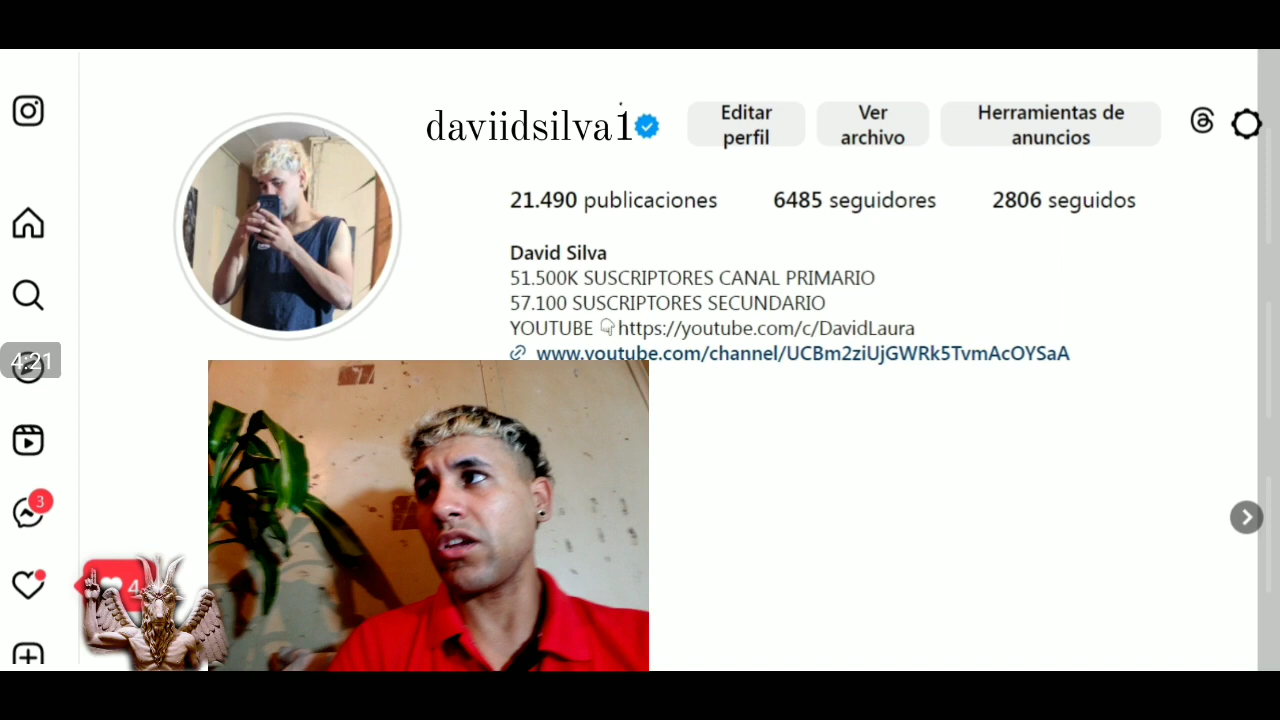 daviidsilva1
Editar perfil
Ver archivo
Herramientas de anuncios
21.490 publicaciones 6485 seguidores 2806 seguidos
David Silva
51.500K SUSCRIPTORES CANAL PRIMARIO
57.100 SUSCRIPTORES SECUNDARIO
YOUTUBE 👇https://youtube.com/c/DavidLaura
www.youtube.com/channel/UCBm2ziUjGWRk5TvmAcOYSaA
4:21
3
4